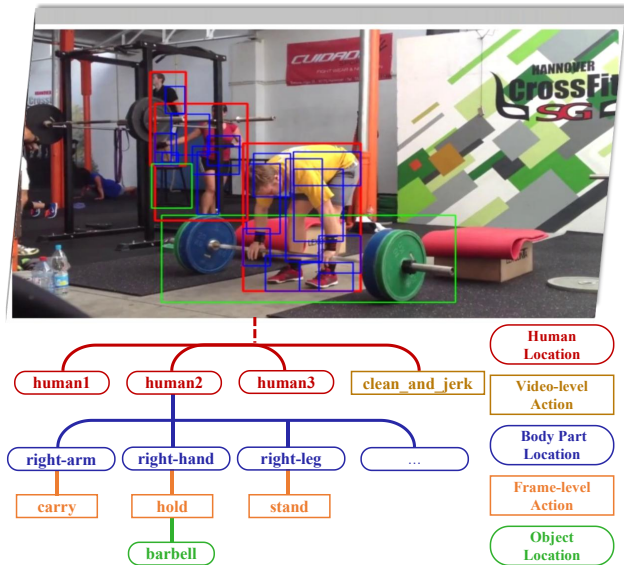 CUIDADO
HANNOVER
CrossFit
SG
human1
human2
human3
clean_and_jerk
right-arm
right-hand
right-leg
...
carry
hold
stand
barbell
Human
Location
Video-level
Action
Body Part
Location
Frame-level
Action
Object
Location